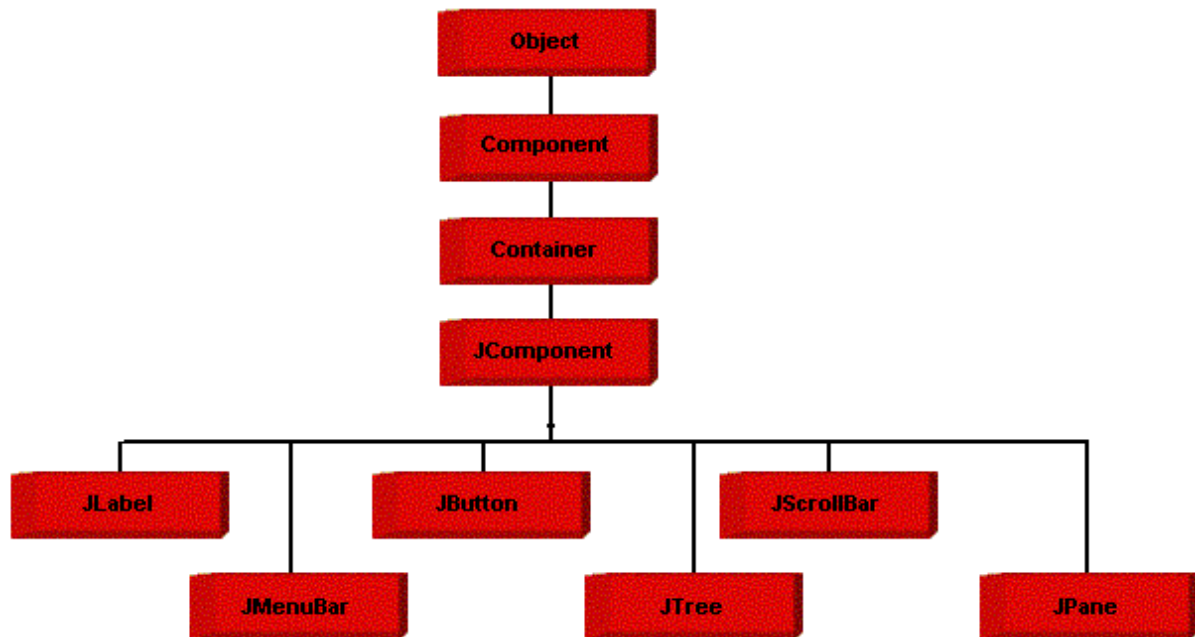 Object
Component
Container
JComponent
JLabel
JButton
JScrollBar
JMenuBar
JTree
JPane